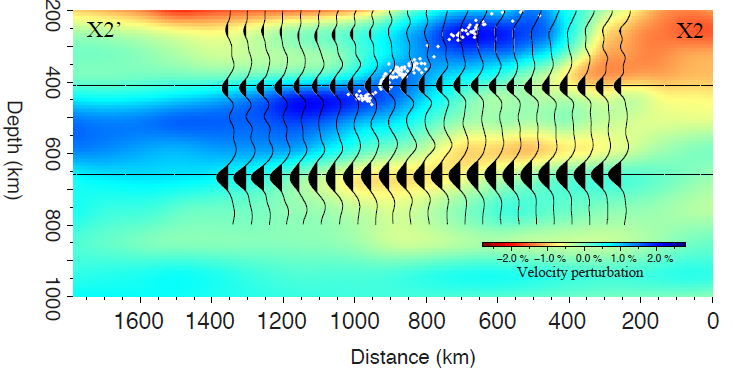 X2’ X2
200
400
600
800
1000
Depth (km)
−2.0 % −1.0 % 0.0 % 1.0 % 2.0 %
Velocity perturbation
1600 1400 1200 1000 800 600 400 200 0
Distance (km)